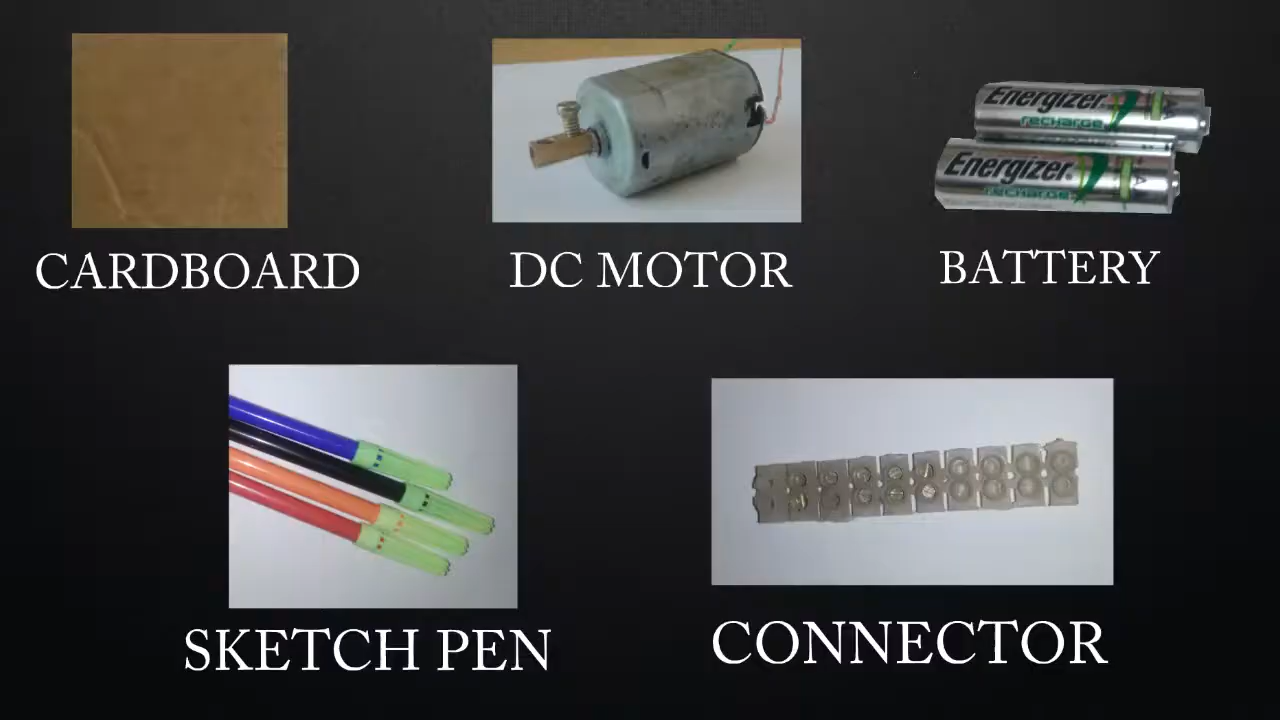 Energizer
recharge
Energizer
recharge
CARDBOARD
DC MOTOR
BATTERY
SKETCH PEN
CONNECTOR